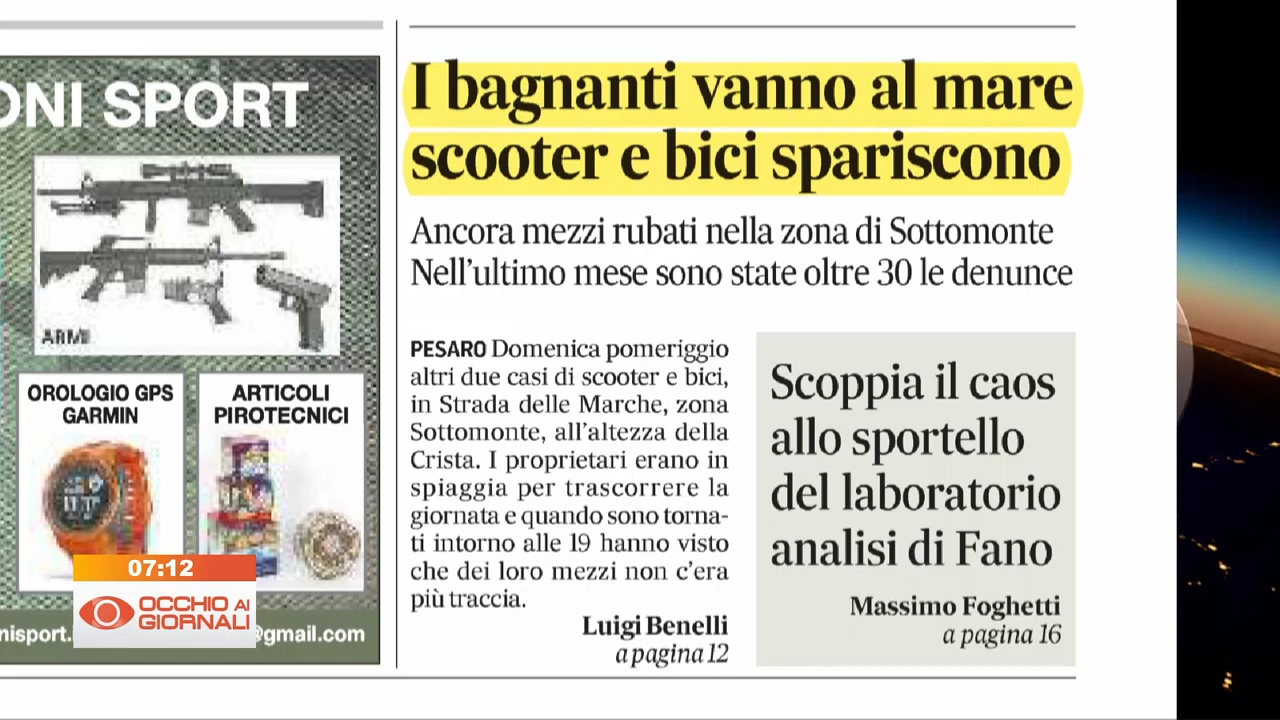 ONI SPORT
ARMI
OROLOGIO GPS
GARMIN
ARTICOLI
PIROTECNICI
@gmail.com
07:12
OCCHIO AI
GIORNALI
I bagnanti vanno al mare
scooter e bici spariscono
Ancora mezzi rubati nella zona di Sottomonte
Nell'ultimo mese sono state oltre 30 le denunce
PESARO Domenica pomeriggio
altri due casi di scooter e bici,
in Strada delle Marche, zona
Sottomonte, all'altezza della
Crista. I proprietari erano in
spiaggia per trascorrere la
giornata e quando sono torna-
ti intorno alle 19 hanno visto
che dei loro mezzi non c'era
più traccia.
Luigi Benelli
a pagina 12
Scoppia il caos
allo sportello
del laboratorio
analisi di Fano
Massimo Foghetti
a pagina 16